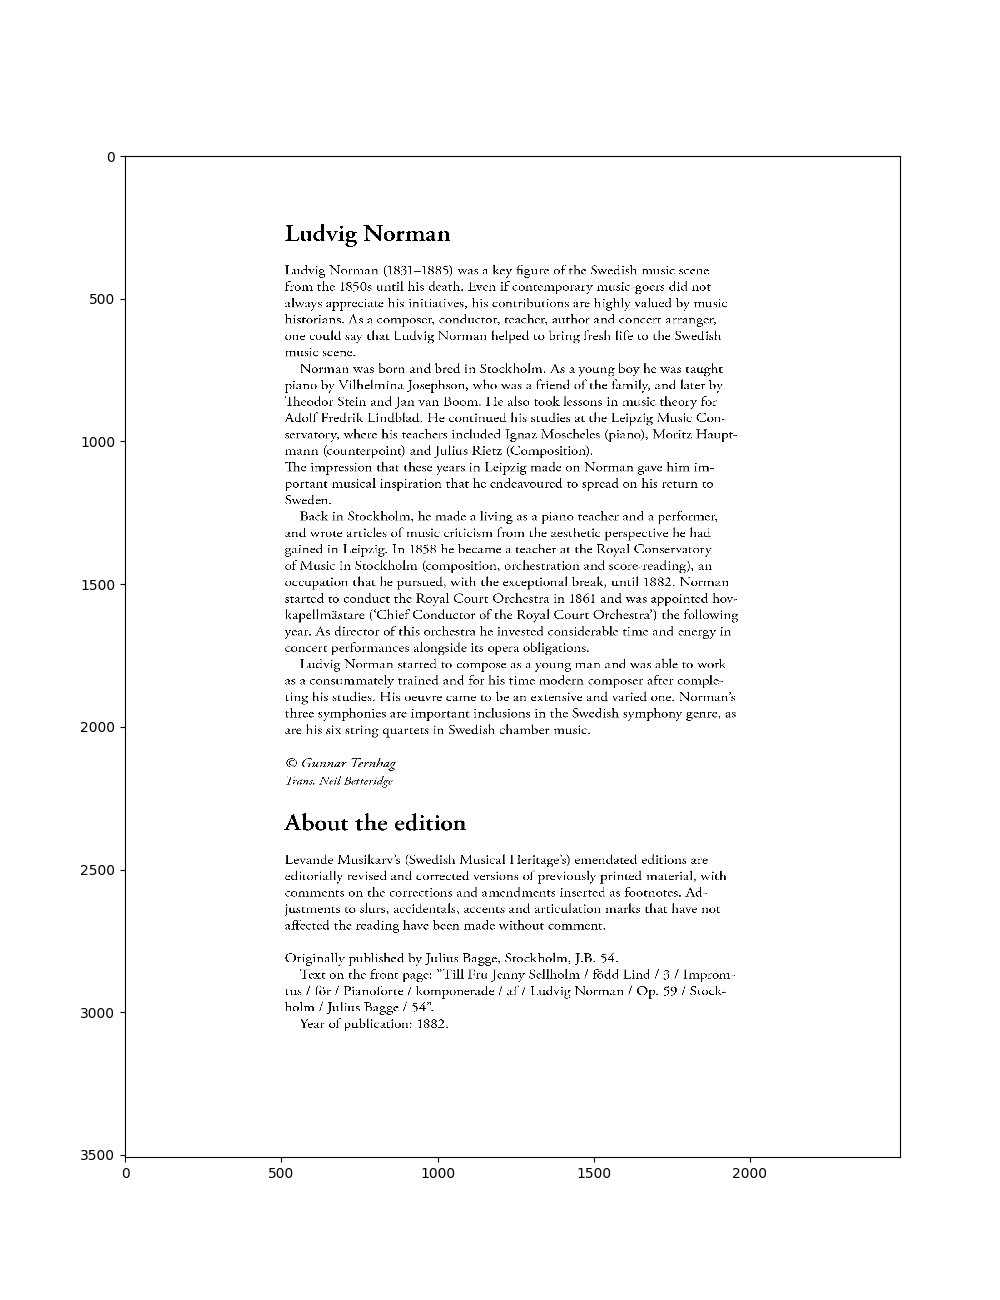 Ludvig Norman
Ludvig Norman (1831–1885) was a key figure of the Swedish music scene
from the 1850s until his death. Even if contemporary music-goers did not
always appreciate his initiatives, his contributions are highly valued by music
historians. As a composer, conductor, teacher, author and concert arranger,
one could say that Ludvig Norman helped to bring fresh life to the Swedish
music scene.
Norman was born and bred in Stockholm. As a young boy he was taught
piano by Vilhelmina Josephson, who was a friend of the family, and later by
Theodor Stein and Jan van Boom. He also took lessons in music theory for
Adolf Fredrik Lindblad. He continued his studies at the Leipzig Music Con-
servatory, where his teachers included Ignaz Moscheles (piano), Moritz Haupt-
mann (counterpoint) and Julius Rietz (Composition).
The impression that these years in Leipzig made on Norman gave him im-
portant musical inspiration that he endeavoured to spread on his return to
Sweden.
Back in Stockholm, he made a living as a piano teacher and a performer,
and wrote articles of music criticism from the aesthetic perspective he had
gained in Leipzig. In 1858 he became a teacher at the Royal Conservatory
of Music in Stockholm (composition, orchestration and score-reading), an
occupation that he pursued, with the exceptional break, until 1882. Norman
started to conduct the Royal Court Orchestra in 1861 and was appointed hov-
kapellmästare (‘Chief Conductor of the Royal Court Orchestra’) the following
year. As director of this orchestra he invested considerable time and energy in
concert performances alongside its opera obligations.
Ludvig Norman started to compose as a young man and was able to work
as a consummately trained and for his time modern composer after comple-
ting his studies. His oeuvre came to be an extensive and varied one. Norman’s
three symphonies are important inclusions in the Swedish symphony genre, as
are his six string quartets in Swedish chamber music.
© Gunnar Ternhag
Trans. Neil Betteridge
About the edition
Levande Musikarv’s (Swedish Musical Heritage’s) emendated editions are
editorially revised and corrected versions of previously printed material, with
comments on the corrections and amendments inserted as footnotes. Ad-
justments to slurs, accidentals, accents and articulation marks that have not
affected the reading have been made without comment.
Originally published by Julius Bagge, Stockholm, J.B. 54.
Text on the front page: ”Till Fru Jenny Sellholm / född Lind / 3 / Improm-
tus / för / Pianoforte / komponerade / af / Ludvig Norman / Op. 59 / Stock-
holm / Julius Bagge / 54”.
Year of publication: 1882.
0
500
1000
1500
2000
2500
3000
3500
0 500 1000 1500 2000